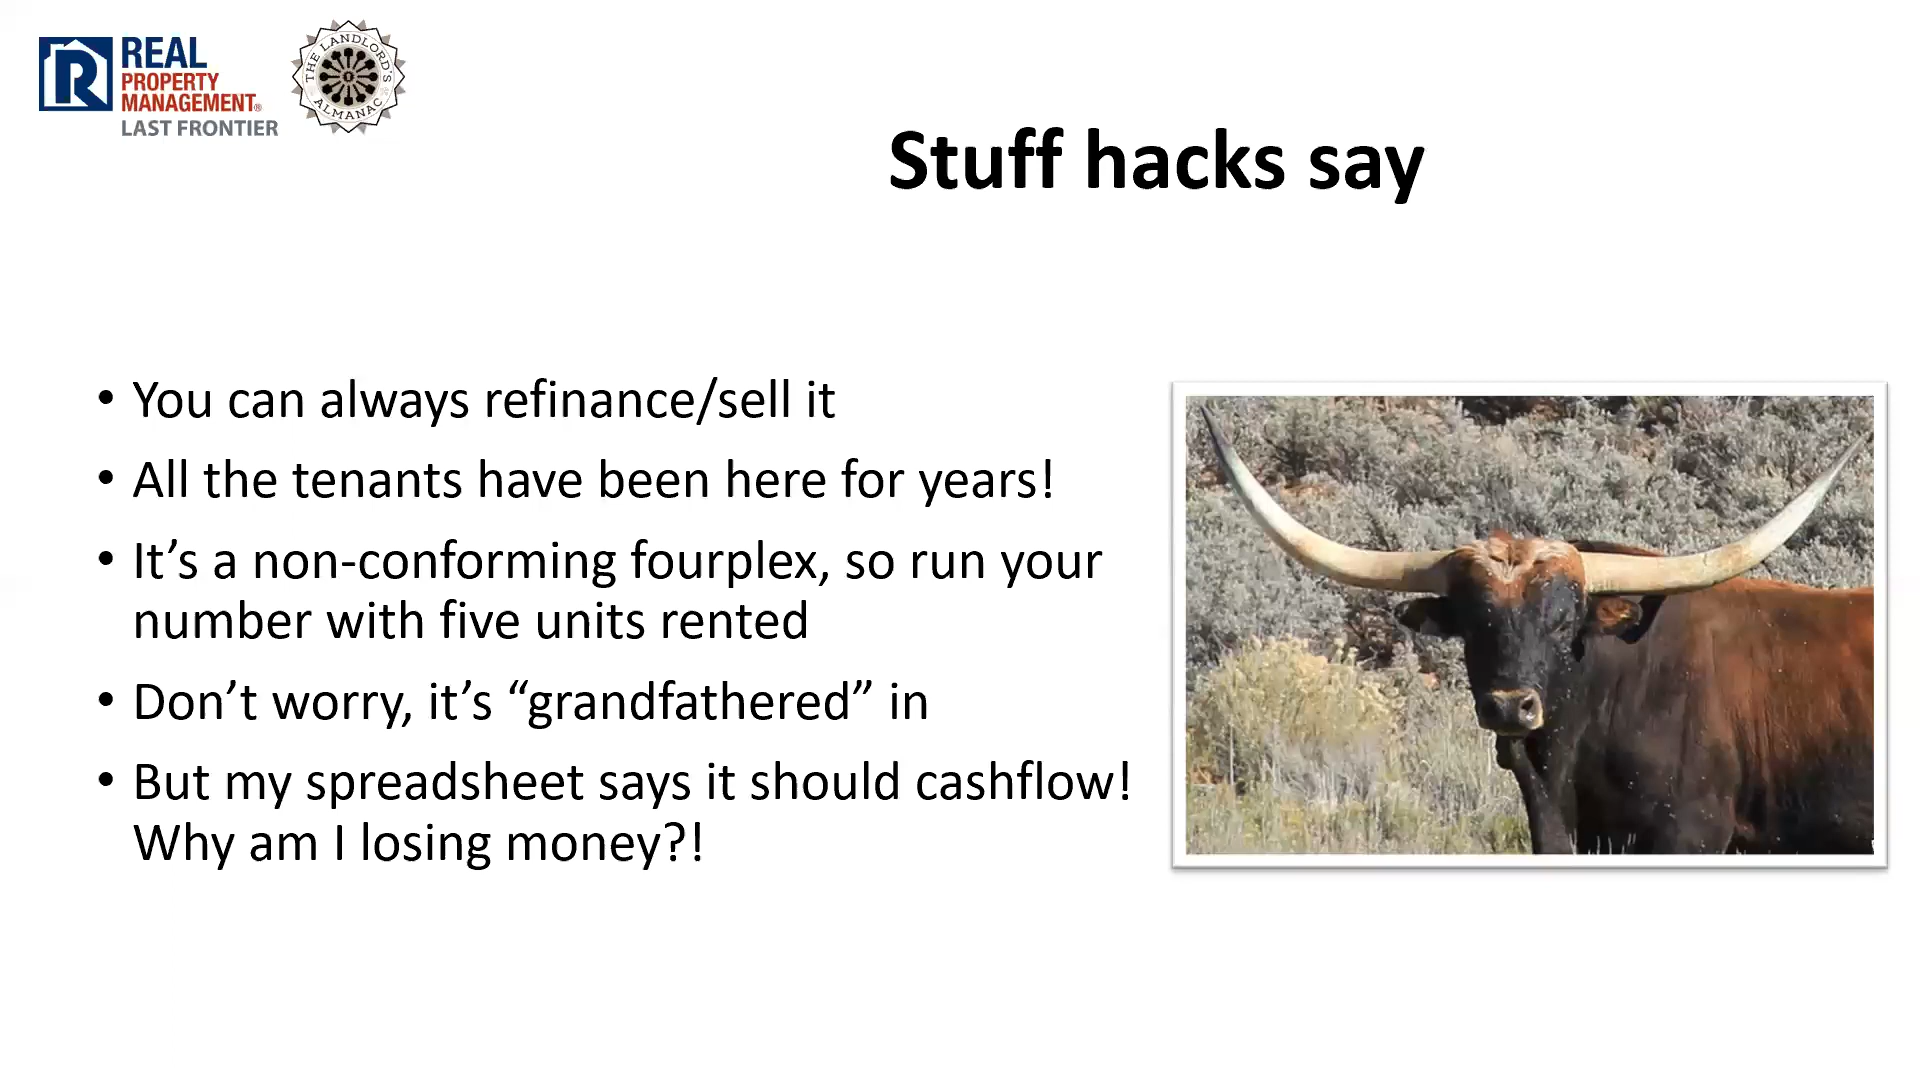 REAL
PROPERTY
MANAGEMENT®
LAST FRONTIER
THE LANDLORD'S
ALMANAC
Stuff hacks say
• You can always refinance/sell it
• All the tenants have been here for years!
• It’s a non-conforming fourplex, so run your
number with five units rented
• Don’t worry, it’s “grandfathered” in
• But my spreadsheet says it should cashflow!
Why am I losing money?!